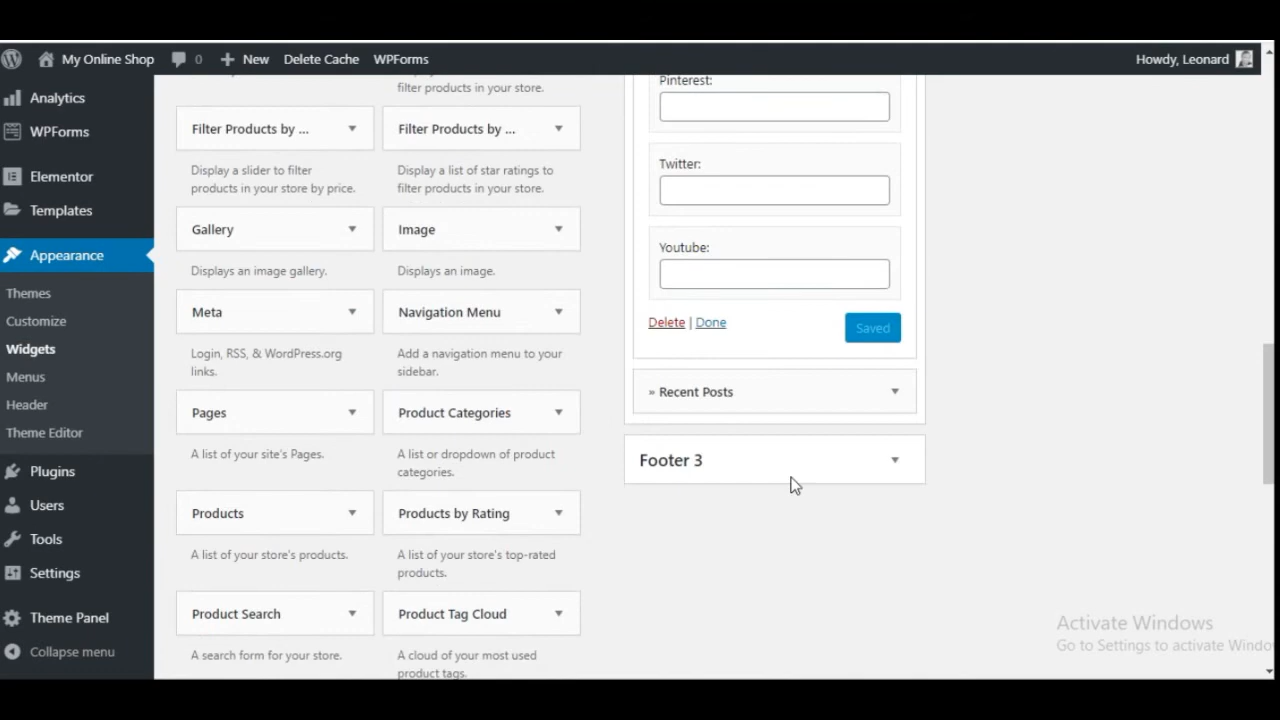 My Online Shop
0
New
Delete Cache
WPForms
Howdy, Leonard
Analytics
WPForms
Elementor
Templates
Appearance
Themes
Customize
Widgets
Menus
Header
Theme Editor
Plugins
Users
Tools
Settings
Theme Panel
Collapse menu
filter products in your store.
Filter Products by ...
Display a slider to filter
products in your store by price.
Filter Products by ...
Display a list of star ratings to
filter products in your store.
Gallery
Displays an image gallery.
Image
Displays an image.
Meta
Login, RSS, & WordPress.org
links.
Navigation Menu
Add a navigation menu to your
sidebar.
Pages
A list of your site's Pages.
Product Categories
A list or dropdown of product
categories.
Products
A list of your store's products.
Products by Rating
A list of your store's top-rated
products.
Product Search
A search form for your store.
Product Tag Cloud
A cloud of your most used
product tags.
Pinterest:
Twitter:
Youtube:
Delete | Done
Saved
» Recent Posts
Footer 3
Activate Windows
Go to Settings to activate Windo